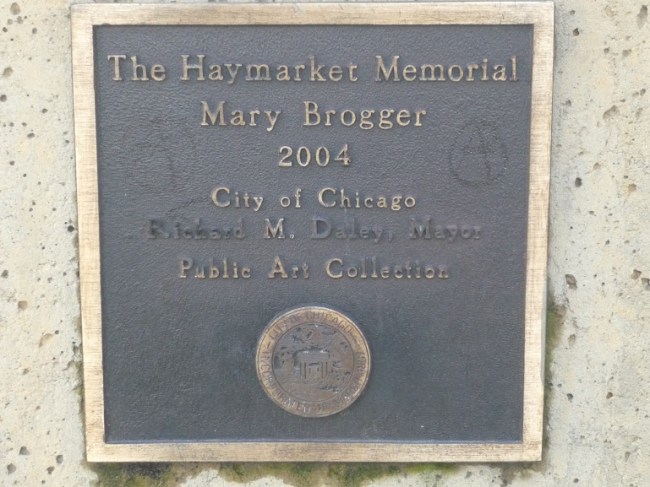 The Haymarket Memorial
Mary Brogger
2004
City of Chicago
Richard M. Daley, Mayor
Public Art Collection